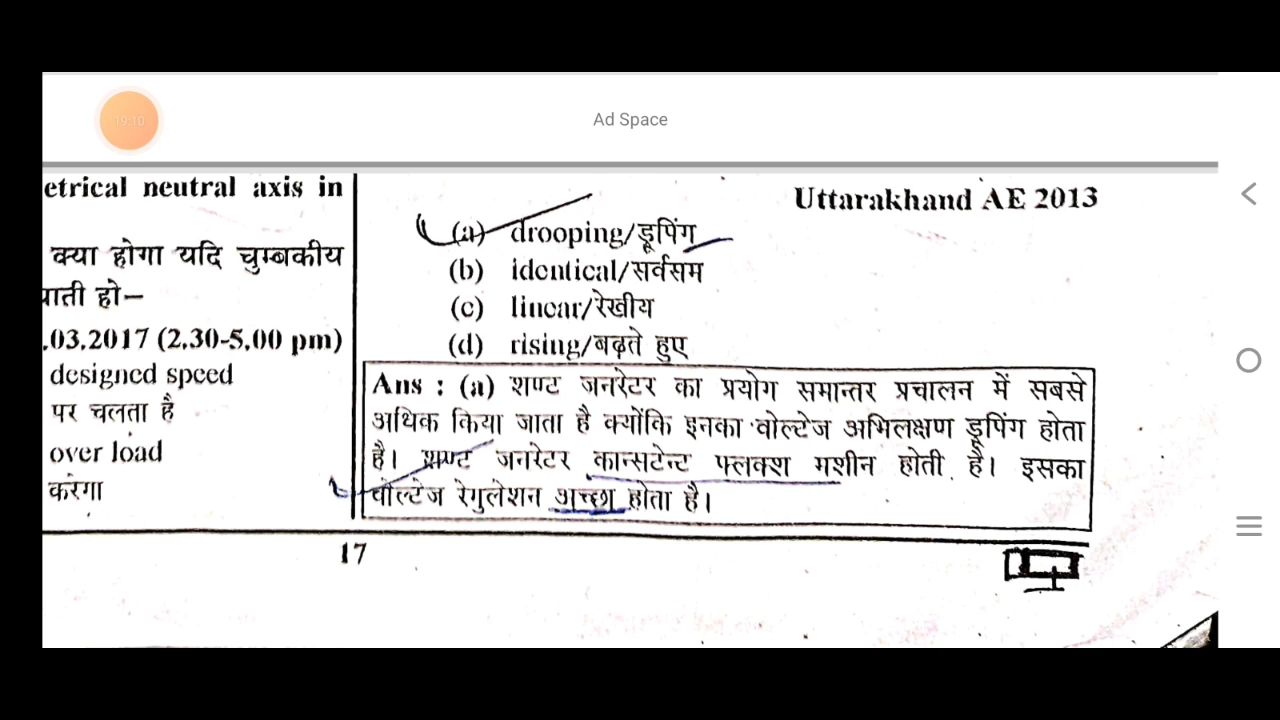 19:10
Ad Space
etrical neutral axis in
क्या होगा यदि चुम्बकीय
पाती हो–
.03.2017 (2.30-5.00 pm)
designed speed
पर चलता है
over load
करेगा
Uttarakhand AE 2013
(a) drooping/ड्रूपिंग
(b) identical/सर्वसम
(c) linear/रेखीय
(d) rising/बढ़ते हुए
Ans : (a) शण्ट जनरेटर का प्रयोग समान्तर प्रचालन में सबसे
अधिक किया जाता है क्योंकि इनका वोल्टेज अभिलक्षण ड्रूपिंग होता
है। शण्ट जनरेटर कान्सटेन्ट फ्लक्श मशीन होती है। इसका
वोल्टेज रेगुलेशन अच्छा होता है।
17